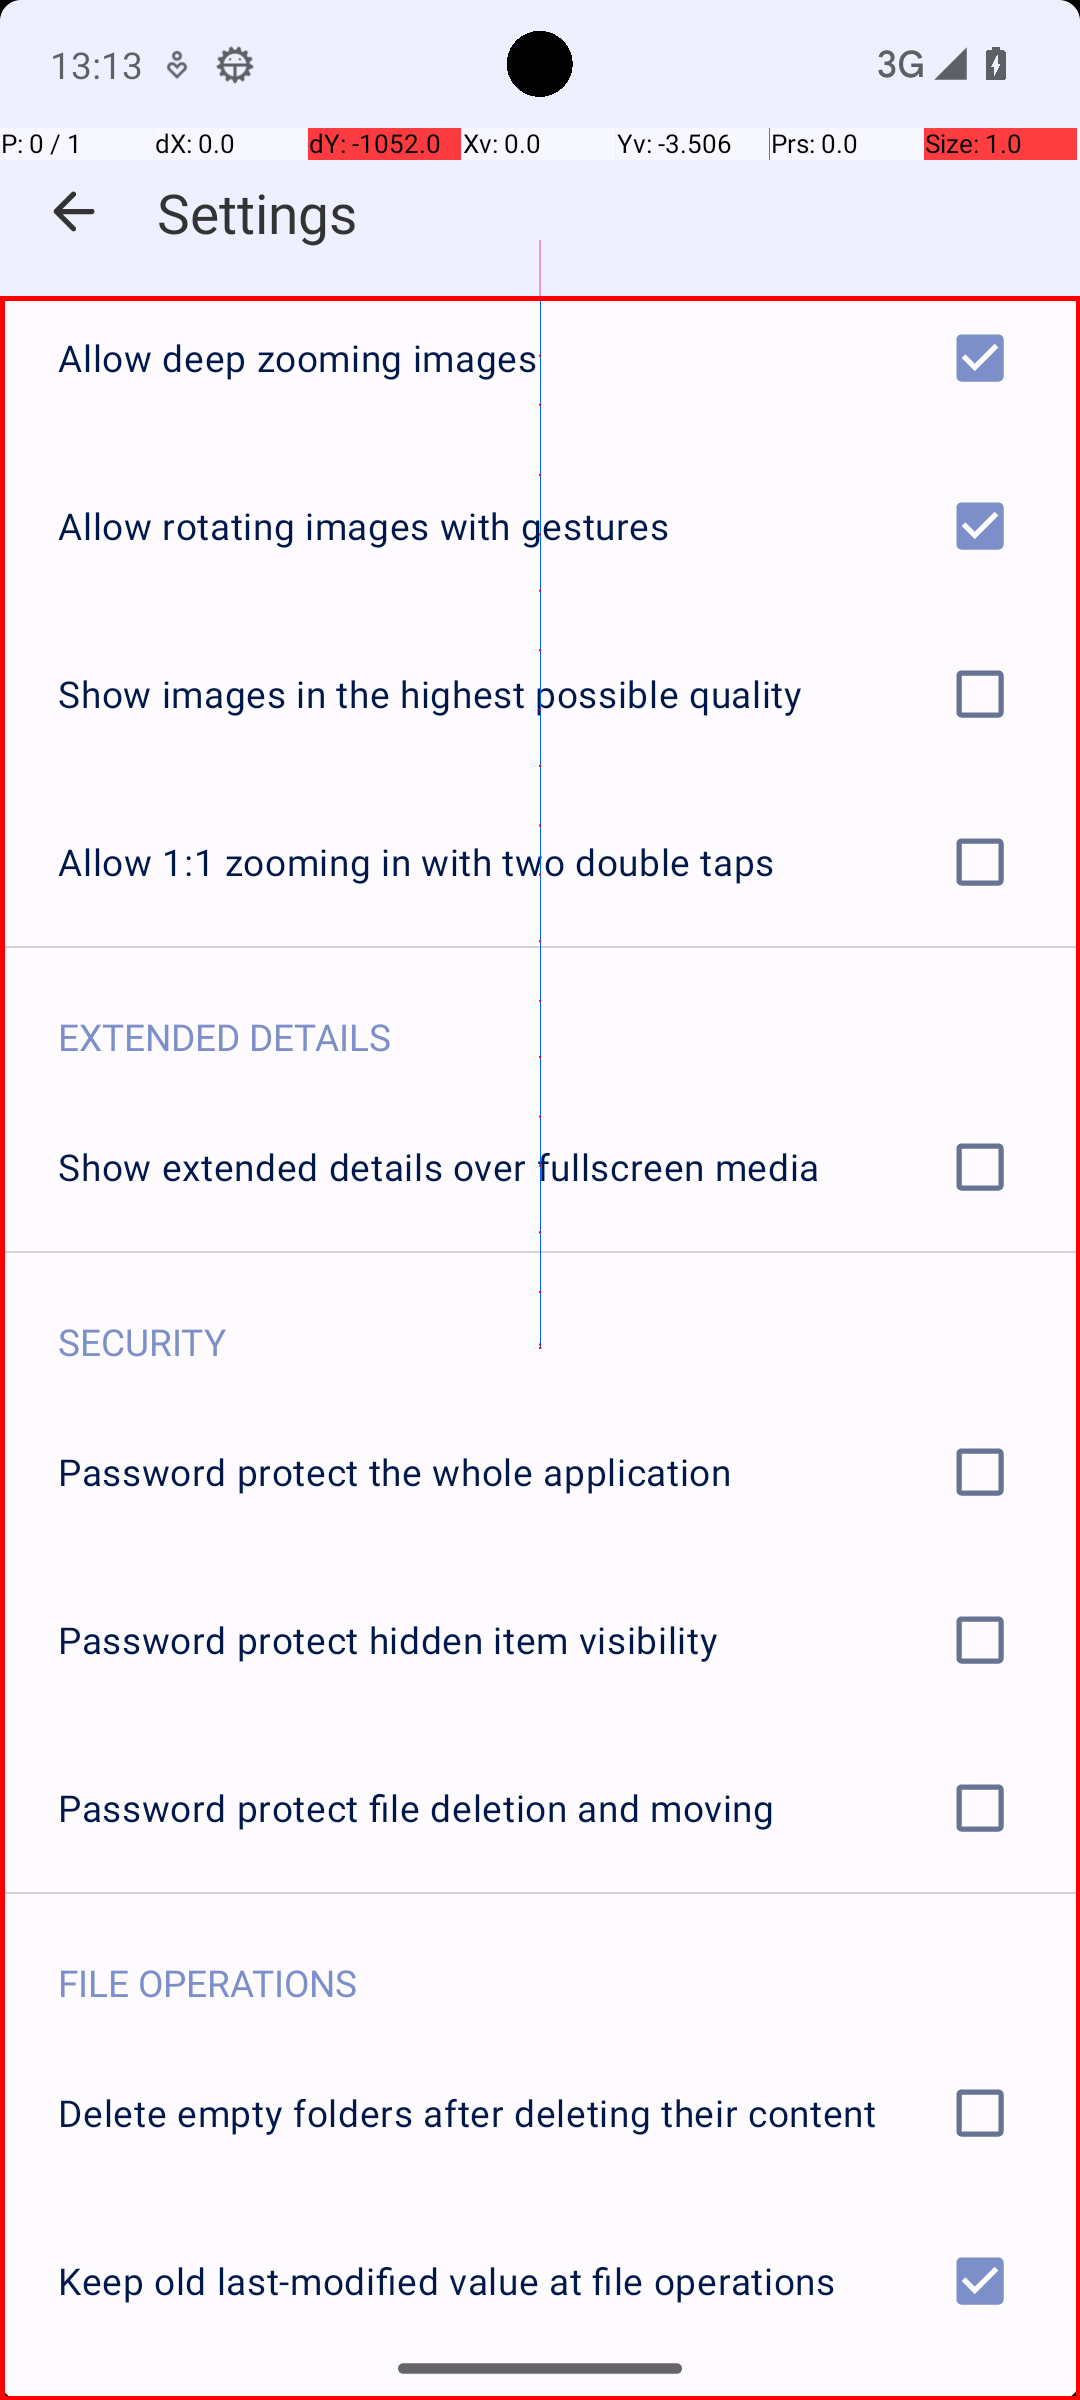 13:13
3G
P: 0 / 1 dX: 0.0 dY: -1052.0 Xv: 0.0 Yv: -3.506 Prs: 0.0 Size: 1.0
Settings
Allow deep zooming images
Allow rotating images with gestures
Show images in the highest possible quality
Allow 1:1 zooming in with two double taps
EXTENDED DETAILS
Show extended details over fullscreen media
SECURITY
Password protect the whole application
Password protect hidden item visibility
Password protect file deletion and moving
FILE OPERATIONS
Delete empty folders after deleting their content
Keep old last-modified value at file operations